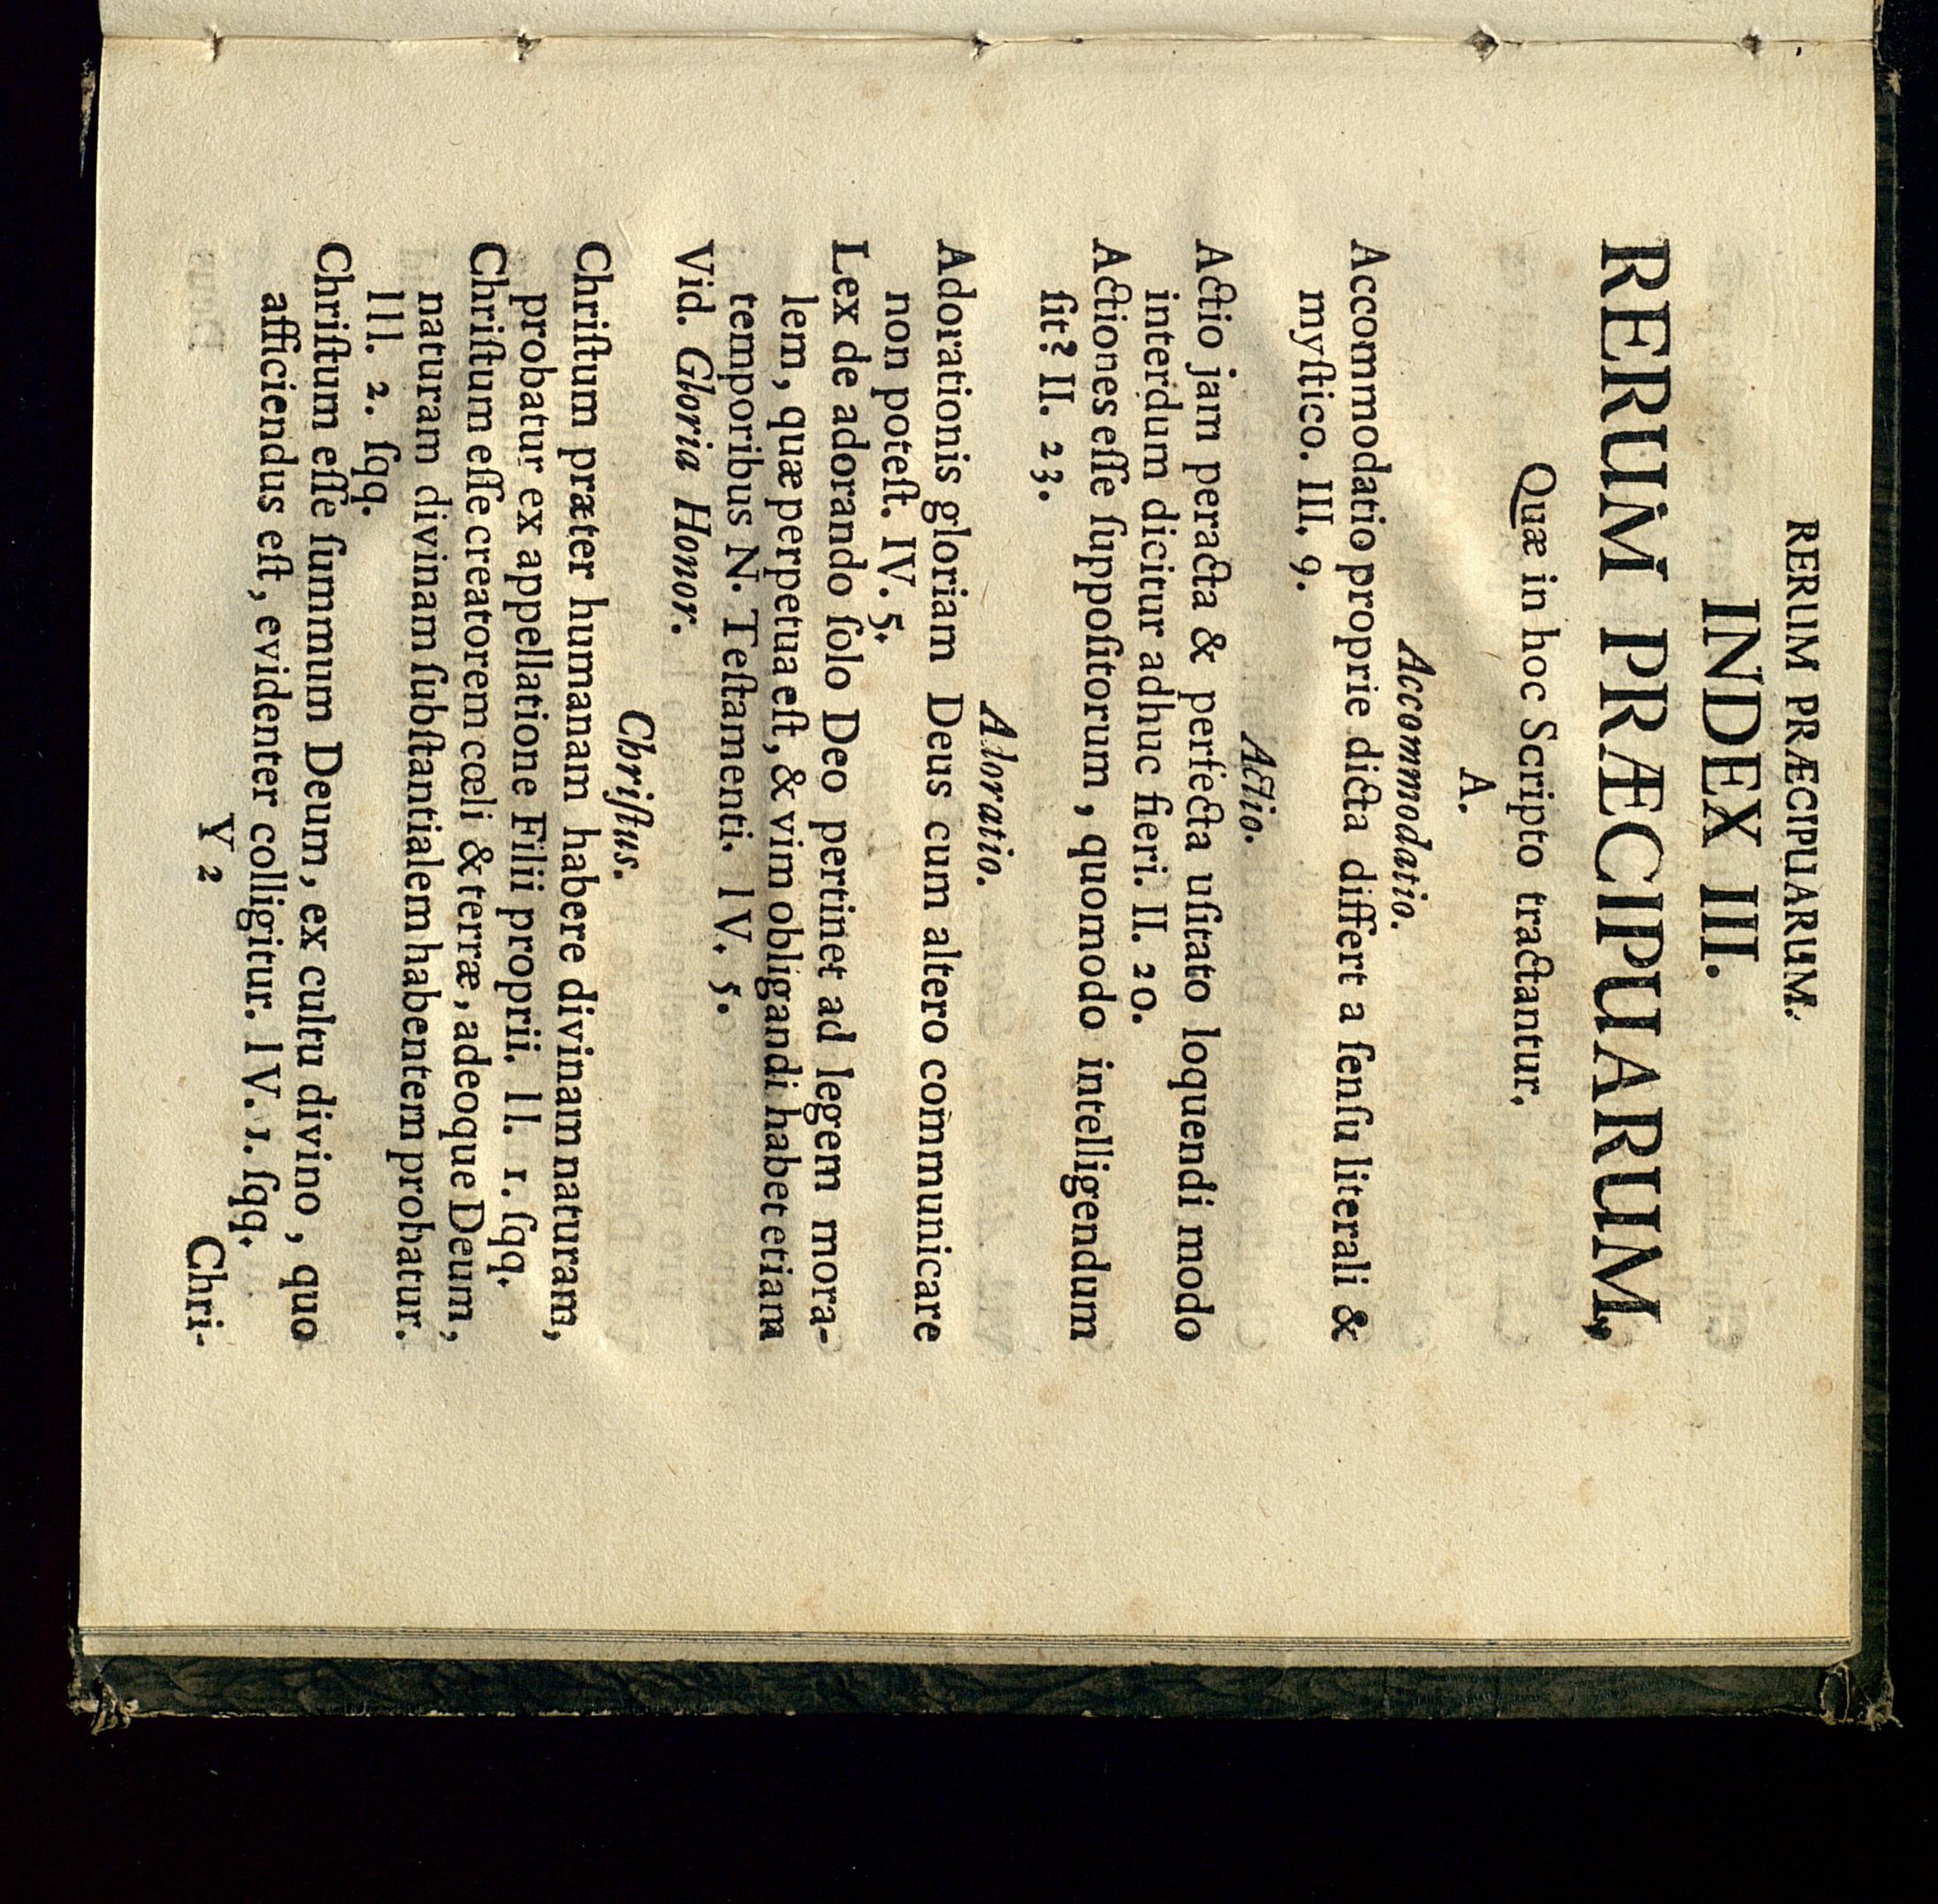 RERUM PRÆCIPUARUM.
INDEX III.
RERUM PRÆCIPUARUM,
Quæ in hoc Scripto tractantur.
A.
Accommodatio.
Accommodatio proprie dicta differt a ſenſu literali &
myſtico. III. 9.
Actio.
Actio jam peracta & perfecta uſitato loquendi modo
interdum dicitur adhuc fieri. II. 20.
Actiones eſſe ſuppoſitorum, quomodo intelligendum
ſit? II. 23.
Adoratio.
Adorationis gloriam Deus cum altero communicare
non poteſt. IV. 5.
Lex de adorando ſolo Deo pertinet ad legem mora-
lem, quæ perpetua eſt, & vim obligandi habet etiam
temporibus N. Teſtamenti. IV. 5.
Vid. Gloria Honor.
Chriſtus.
Chriſtum præter humanam habere divinam naturam,
probatur ex appellatione Filii proprii. II. 1. ſqq.
Chriſtum eſſe creatorem cœli & terræ, adeoque Deum,
naturam divinam ſubſtantialem habentem probatur.
III. 2. ſqq.
Chriſtum eſſe ſummum Deum, ex cultu divino, quo
afficiendus eſt, evidenter colligitur. IV. 1. ſqq.
Y 2
Chri-